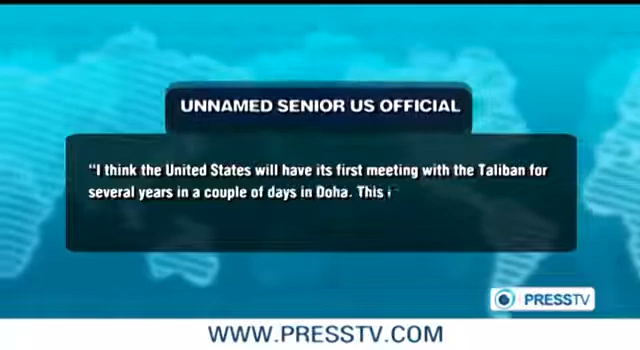 UNNAMED SENIOR US OFFICIAL
“I think the United States will have its first meeting with the Taliban for
several years in a couple of days in Doha. This
PRESSTV
WWW.PRESSTV.COM